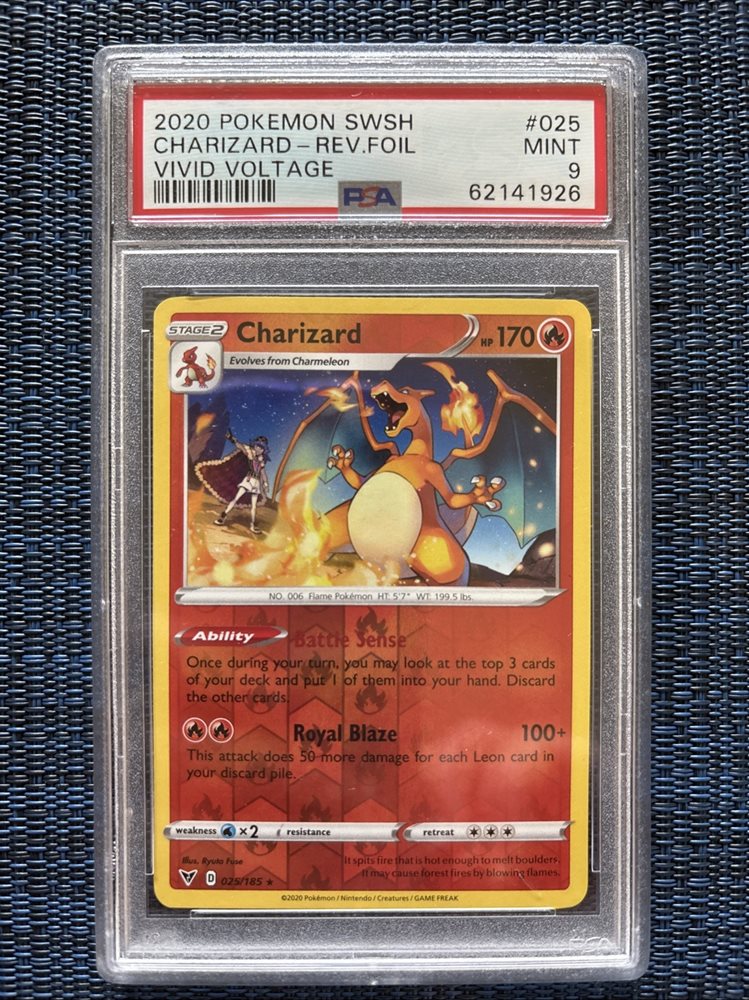 2020 POKEMON SWSH #025
CHARIZARD - REV.FOIL MINT
VIVID VOLTAGE 9
PSA 62141926
STAGE 2 Charizard HP 170
Evolves from Charmeleon
NO. 006 Flame Pokémon HT: 5'7" WT: 199.5 lbs.
Ability Battle Sense
Once during your turn, you may look at the top 3 cards
of your deck and put 1 of them into your hand. Discard
the other cards.
Royal Blaze 100+
This attack does 50 more damage for each Leon card in
your discard pile.
weakness ×2 resistance retreat
Illus. Ryuta Fuse It spits fire that is hot enough to melt boulders.
It may cause forest fires by blowing flames.
D 025/185 ★
©2020 Pokémon / Nintendo / Creatures / GAME FREAK